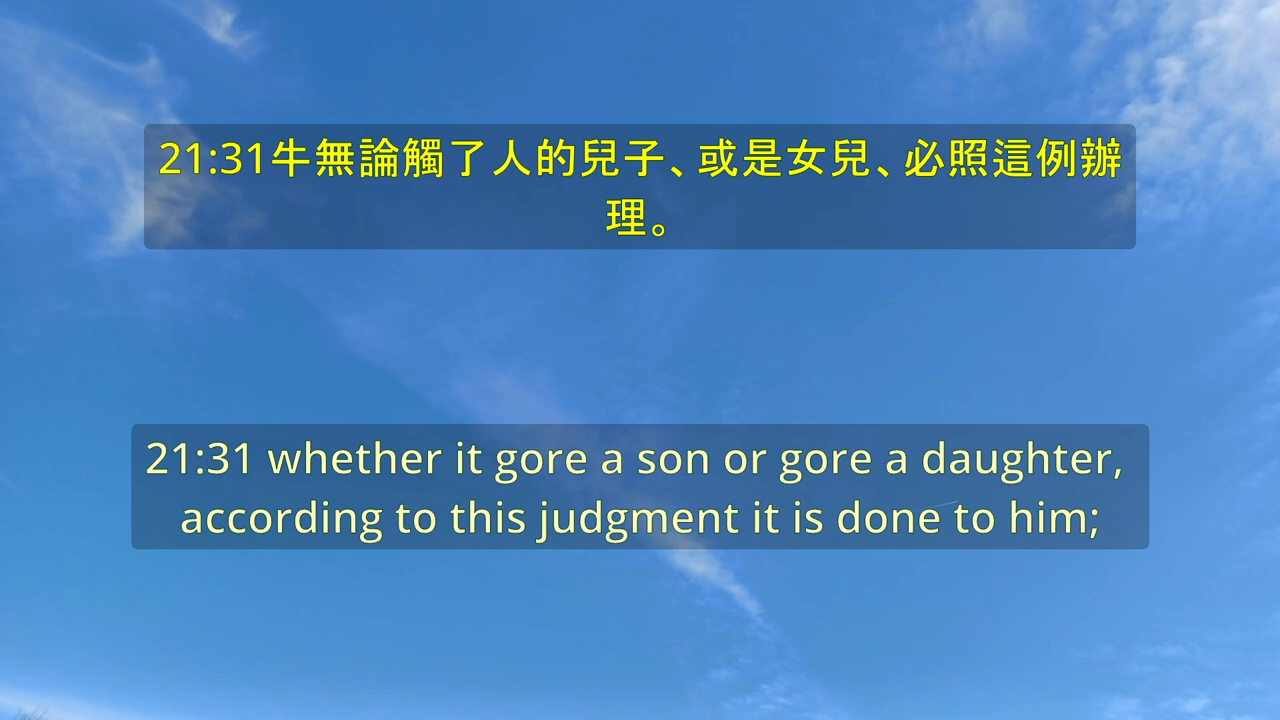 21:31牛無論觸了人的兒子、或是女兒、必照這例辦
理。
21:31 whether it gore a son or gore a daughter,
according to this judgment it is done to him;